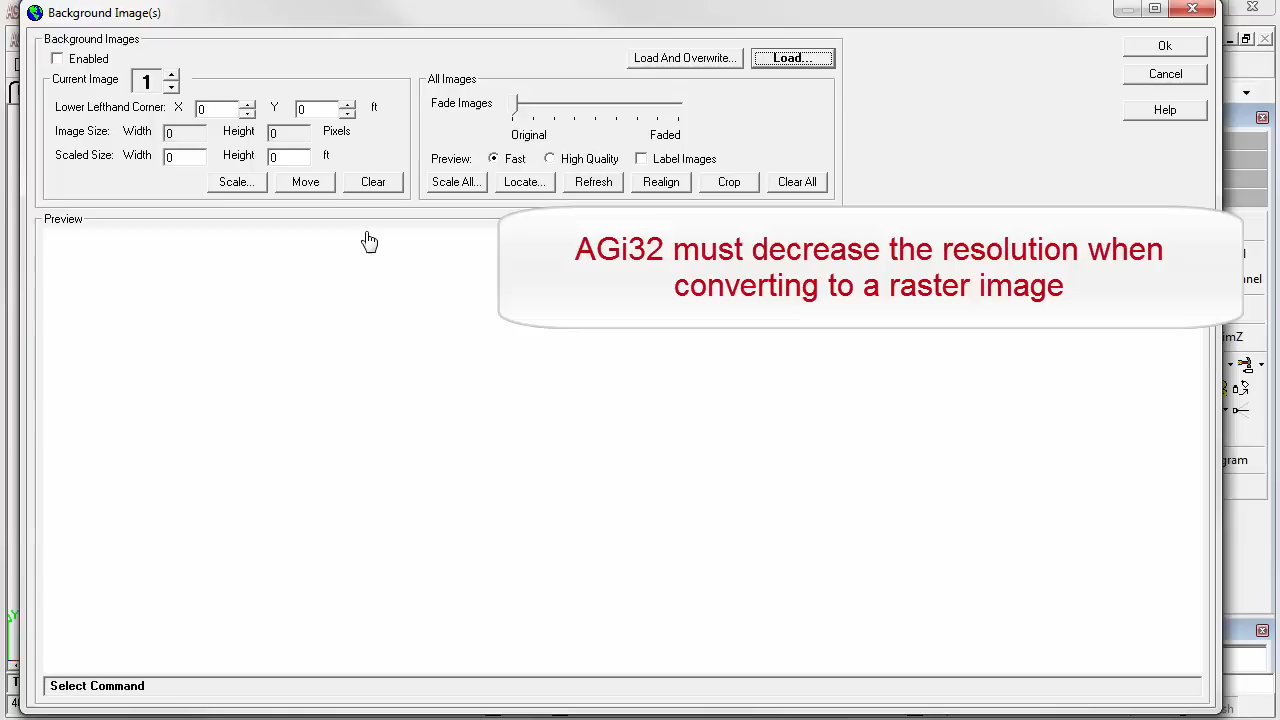 Background Image(s)
Background Images
Enabled
Load And Overwrite...
Load...
Ok
Cancel
Help
Current Image
1
Lower Lefthand Corner:
X
0
Y
0
ft
Image Size:
Width
0
Height
0
Pixels
Scaled Size:
Width
0
Height
0
ft
Scale...
Move
Clear
All Images
Fade Images
Original
Faded
Preview:
Fast
High Quality
Label Images
Scale All...
Locate...
Refresh
Realign
Crop
Clear All
Preview
AGi32 must decrease the resolution when
converting to a raster image
Select Command